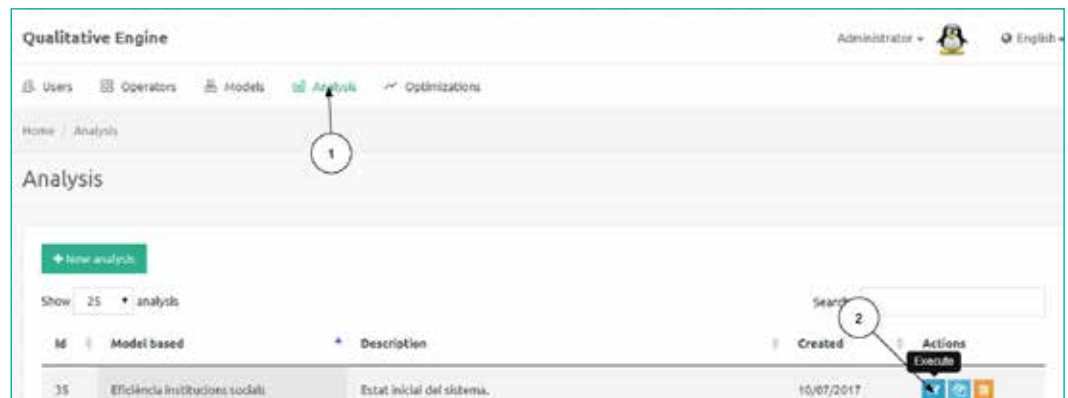 Qualitative Engine Administrator English
Users Operators Models Analysis Optimizations
Home / Analysis
1
Analysis
+ New analysis
Show 25 analysis Search
2
Id Model based Description Created Actions
Execute
35 Eficiència institucions socials Estat inicial del sistema. 10/07/2017